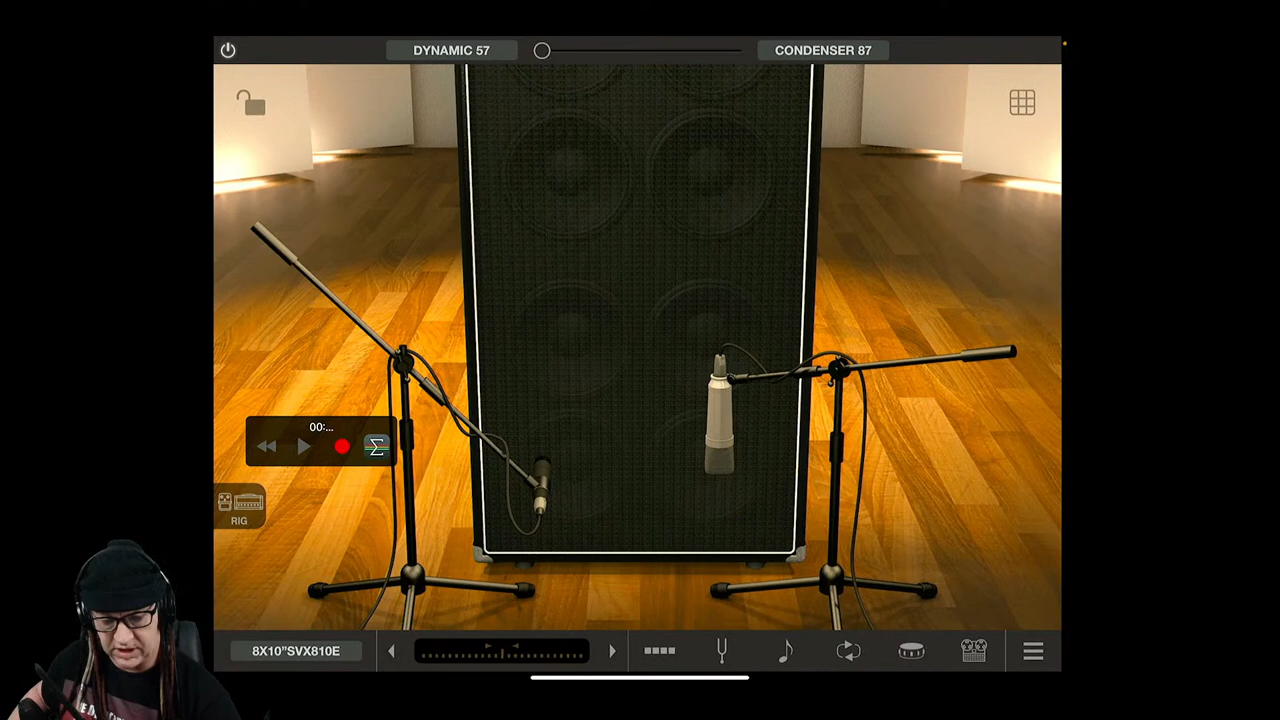 DYNAMIC 57
CONDENSER 87
00:...
Σ
RIG
8X10"SVX810E